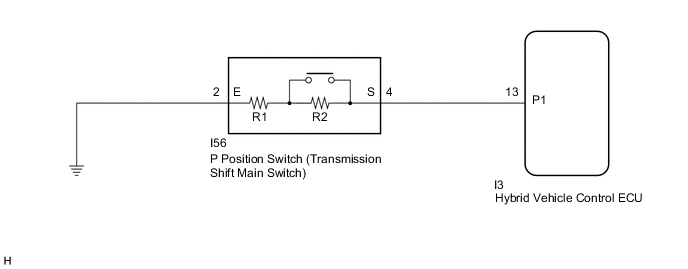 2 E S 4 13 P1
R1 R2
I56
P Position Switch (Transmission
Shift Main Switch)
I3
Hybrid Vehicle Control ECU
H